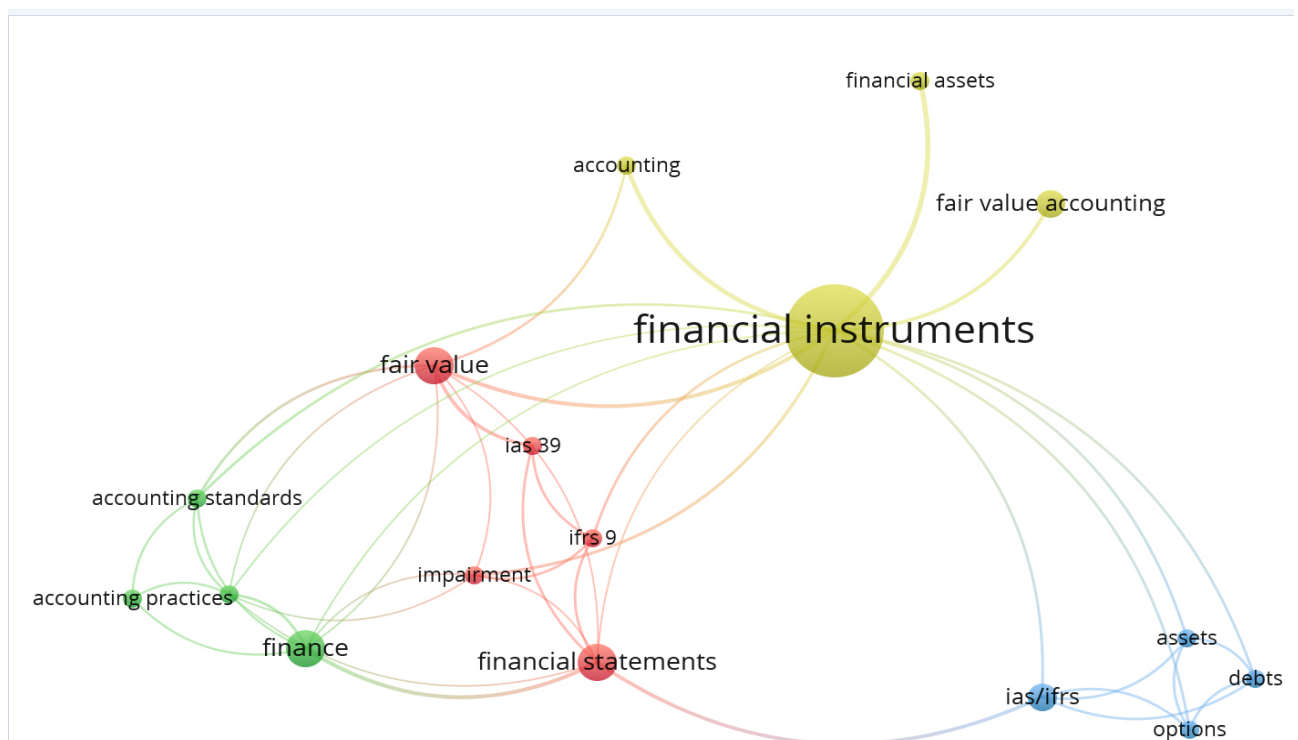 financial assets
accounting
fair value accounting
financial instruments
fair value
ias 39
accounting standards
ifrs 9
impairment
accounting practices
finance
financial statements
assets
debts
ias/ifrs
options